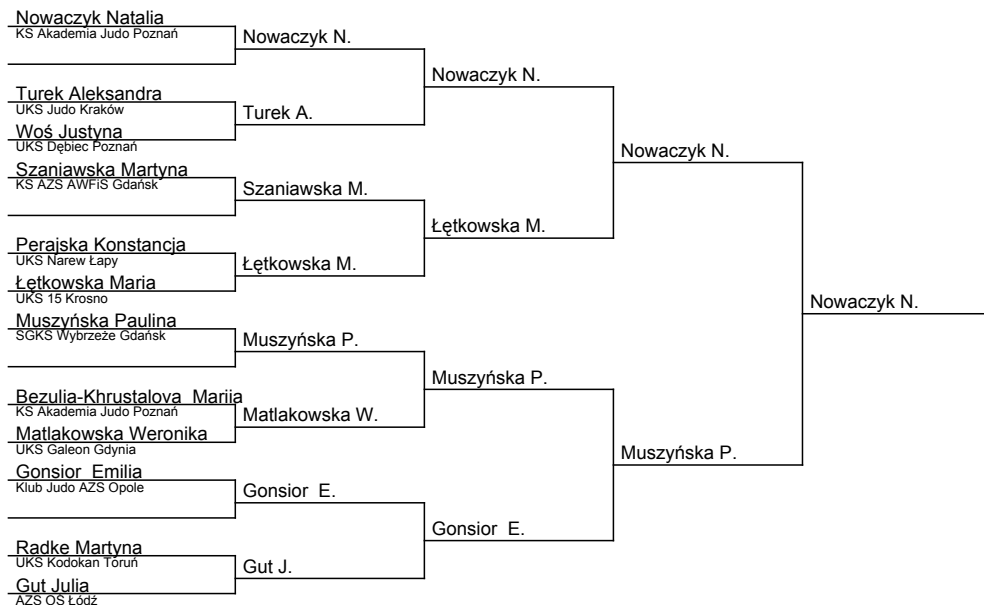 Nowaczyk Natalia
KS Akademia Judo Poznań
Nowaczyk N.
Nowaczyk N.
Turek Aleksandra
UKS Judo Kraków
Turek A.
Woś Justyna
UKS Dębiec Poznań
Nowaczyk N.
Szaniawska Martyna
KS AZS AWFiS Gdańsk
Szaniawska M.
Łętkowska M.
Perajska Konstancja
UKS Narew Łapy
Łętkowska M.
Łętkowska Maria
UKS 15 Krosno
Nowaczyk N.
Muszyńska Paulina
SGKS Wybrzeże Gdańsk
Muszyńska P.
Muszyńska P.
Bezulia-Khrustalova Mariia
KS Akademia Judo Poznań
Matlakowska W.
Matlakowska Weronika
UKS Galeon Gdynia
Muszyńska P.
Gonsior Emilia
Klub Judo AZS Opole
Gonsior E.
Gonsior E.
Radke Martyna
UKS Kodokan Toruń
Gut J.
Gut Julia
AZS OŚ Łódź